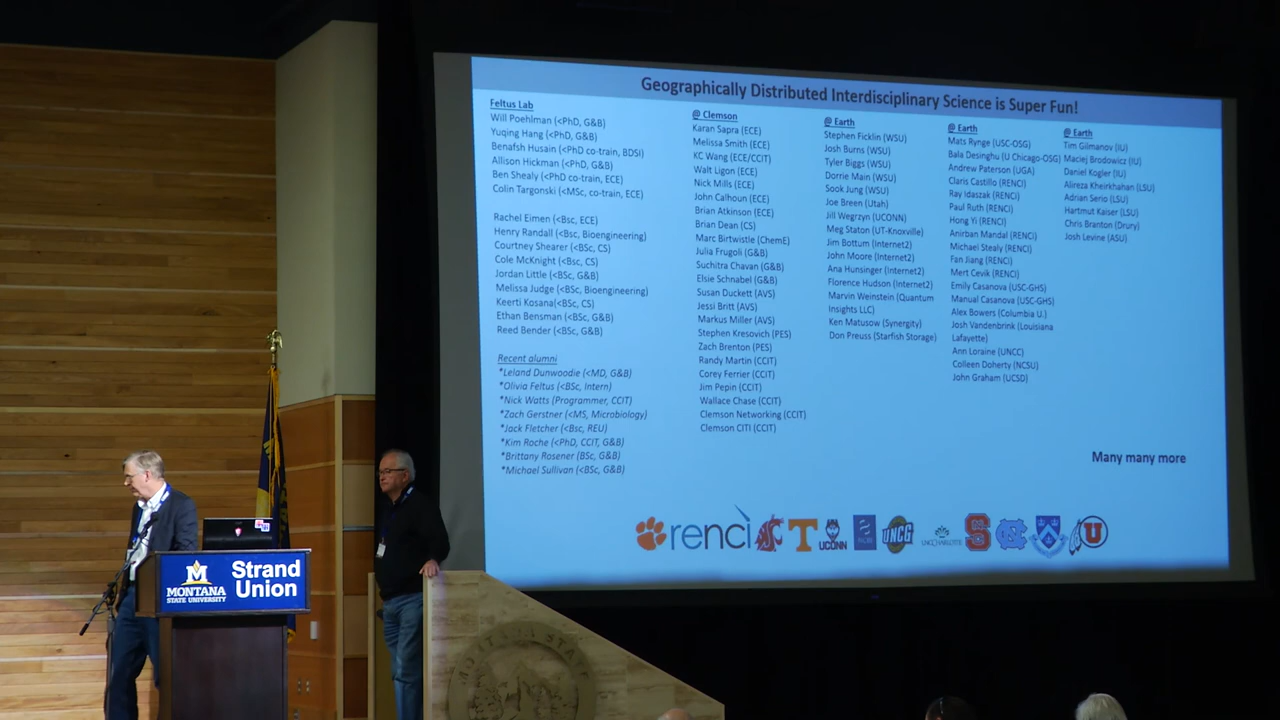 Geographically Distributed Interdisciplinary Science is Super Fun!
Feltus Lab
Will Poehlman (<PhD, G&B)
Yuqing Hang (<PhD, G&B)
Benafsh Husain (<PhD co-train, BDSI)
Allison Hickman (<PhD, G&B)
Ben Shealy (<PhD co-train, ECE)
Colin Targonski (<MSc, co-train, ECE)
Rachel Eimen (<Bsc, ECE)
Henry Randall (<Bsc, Bioengineering)
Courtney Shearer (<BSc, CS)
Cole McKnight (<Bsc, CS)
Jordan Little (<BSc, G&B)
Melissa Judge (<BSc, Bioengineering)
Keerti Kosana(<BSc, CS)
Ethan Bensman (<BSc, G&B)
Reed Bender (<BSc, G&B)
Recent alumni
*Leland Dunwoodie (<MD, G&B)
*Olivia Feltus (<BSc, Intern)
*Nick Watts (Programmer, CCIT)
*Zach Gerstner (<MS, Microbiology)
*Jack Fletcher (<Bsc, REU)
*Kim Roche (<PhD, CCIT, G&B)
*Brittany Rosener (BSc, G&B)
*Michael Sullivan (<BSc, G&B)
@ Clemson
Karan Sapra (ECE)
Melissa Smith (ECE)
KC Wang (ECE/CCIT)
Walt Ligon (ECE)
Nick Mills (ECE)
John Calhoun (ECE)
Brian Atkinson (ECE)
Brian Dean (CS)
Marc Birtwistle (ChemE)
Julia Frugoli (G&B)
Suchitra Chavan (G&B)
Elsie Schnabel (G&B)
Susan Duckett (AVS)
Jessi Britt (AVS)
Markus Miller (AVS)
Stephen Kresovich (PES)
Zach Brenton (PES)
Randy Martin (CCIT)
Corey Ferrier (CCIT)
Jim Pepin (CCIT)
Wallace Chase (CCIT)
Clemson Networking (CCIT)
Clemson CITI (CCIT)
@ Earth
Stephen Ficklin (WSU)
Josh Burns (WSU)
Tyler Biggs (WSU)
Dorrie Main (WSU)
Sook Jung (WSU)
Joe Breen (Utah)
Jill Wegrzyn (UCONN)
Meg Staton (UT-Knoxville)
Jim Bottum (Internet2)
John Moore (Internet2)
Ana Hunsinger (Internet2)
Florence Hudson (Internet2)
Marvin Weinstein (Quantum
Insights LLC)
Ken Matusow (Synergity)
Don Preuss (Starfish Storage)
@ Earth
Mats Rynge (USC-OSG)
Bala Desinghu (U Chicago-OSG)
Andrew Paterson (UGA)
Claris Castillo (RENCI)
Ray Idaszak (RENCI)
Paul Ruth (RENCI)
Hong Yi (RENCI)
Anirban Mandal (RENCI)
Michael Stealy (RENCI)
Fan Jiang (RENCI)
Mert Cevik (RENCI)
Emily Casanova (USC-GHS)
Manual Casanova (USC-GHS)
Alex Bowers (Columbia U.)
Josh Vandenbrink (Louisiana
Lafayette)
Ann Loraine (UNCC)
Colleen Doherty (NCSU)
John Graham (UCSD)
@ Earth
Tim Gilmanov (IU)
Maciej Brodowicz (IU)
Daniel Kogler (IU)
Alireza Kheirkhahan (LSU)
Adrian Serio (LSU)
Hartmut Kaiser (LSU)
Chris Branton (Drury)
Josh Levine (ASU)
Many many more
renci
T
UCONN
UNCG
UNC CHARLOTTE
S
U
M
MONTANA
STATE UNIVERSITY
Strand
Union
MONTANA STATE